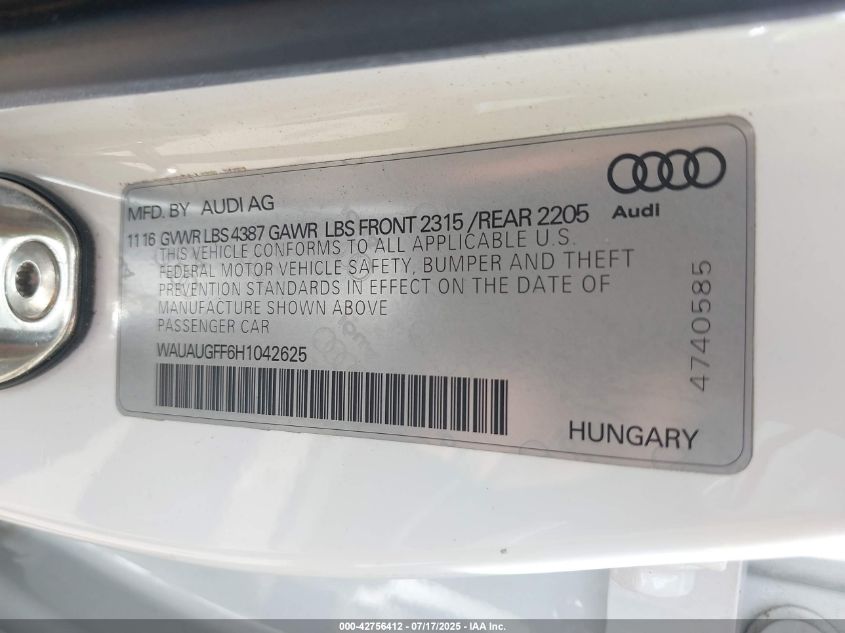 MFD. BY AUDI AG
Audi
11 16 GVWR LBS 4387 GAWR LBS FRONT 2315 /REAR 2205
THIS VEHICLE CONFORMS TO ALL APPLICABLE U.S.
FEDERAL MOTOR VEHICLE SAFETY, BUMPER AND THEFT
PREVENTION STANDARDS IN EFFECT ON THE DATE OF
MANUFACTURE SHOWN ABOVE
PASSENGER CAR
WAUAUGFF6H1042625
4740585
HUNGARY
000-42756412 - 07/17/2025 - IAA Inc.